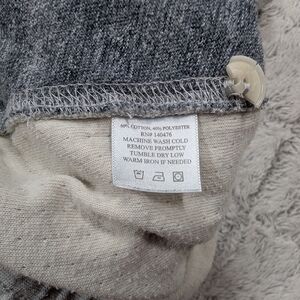 60% COTTON, 40% POLYESTER
RN# 140476
MACHINE WASH COLD
REMOVE PROMPTLY
TUMBLE DRY LOW
WARM IRON IF NEEDED